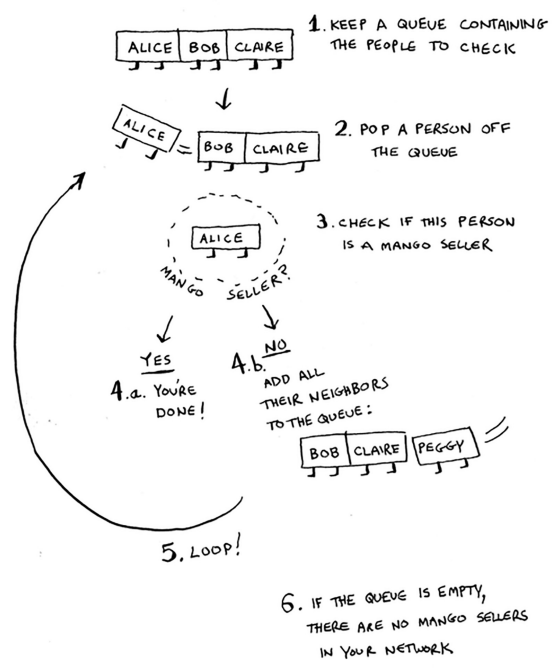 ALICE BOB CLAIRE
1. KEEP A QUEUE CONTAINING
THE PEOPLE TO CHECK
ALICE
BOB CLAIRE
2. POP A PERSON OFF
THE QUEUE
3. CHECK IF THIS PERSON
IS A MANGO SELLER
ALICE
MANGO SELLER?
YES
4.a. YOU'RE
DONE!
4.b. NO
ADD ALL
THEIR NEIGHBORS
TO THE QUEUE:
BOB CLAIRE PEGGY
5. LOOP!
6. IF THE QUEUE IS EMPTY,
THERE ARE NO MANGO SELLERS
IN YOUR NETWORK